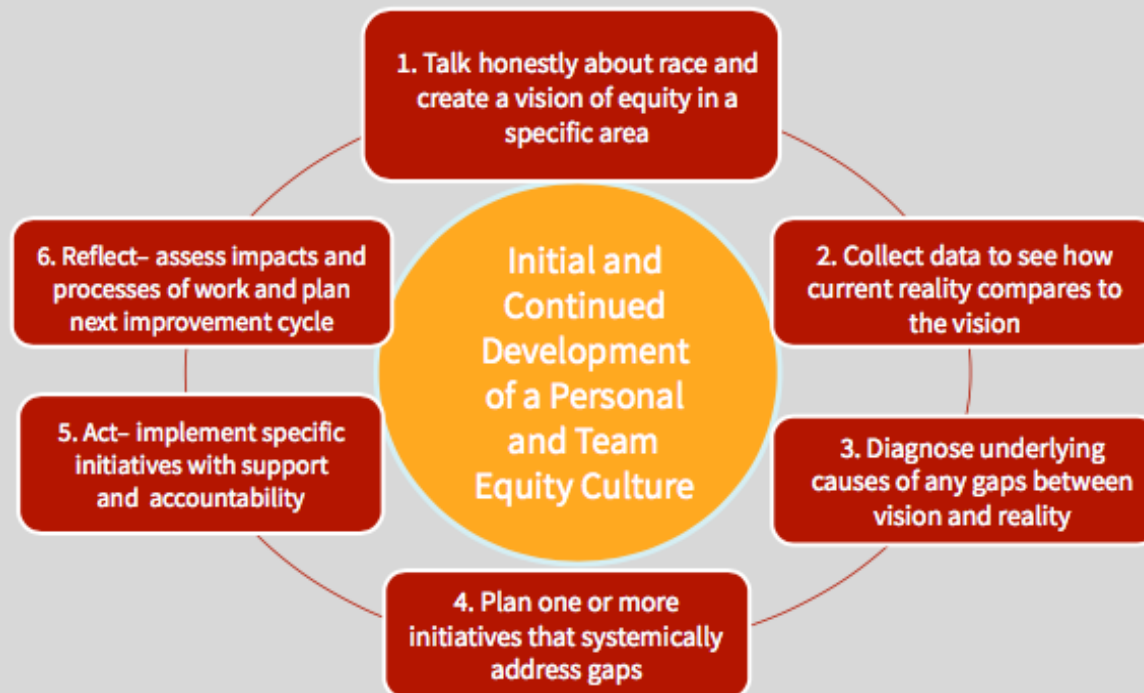 1. Talk honestly about race and
create a vision of equity in a
specific area
2. Collect data to see how
current reality compares to
the vision
3. Diagnose underlying
causes of any gaps between
vision and reality
4. Plan one or more
initiatives that systemically
address gaps
5. Act– implement specific
initiatives with support
and  accountability
6. Reflect– assess impacts and
processes of work and plan
next improvement cycle
Initial and
Continued
Development
of a Personal
and Team
Equity Culture